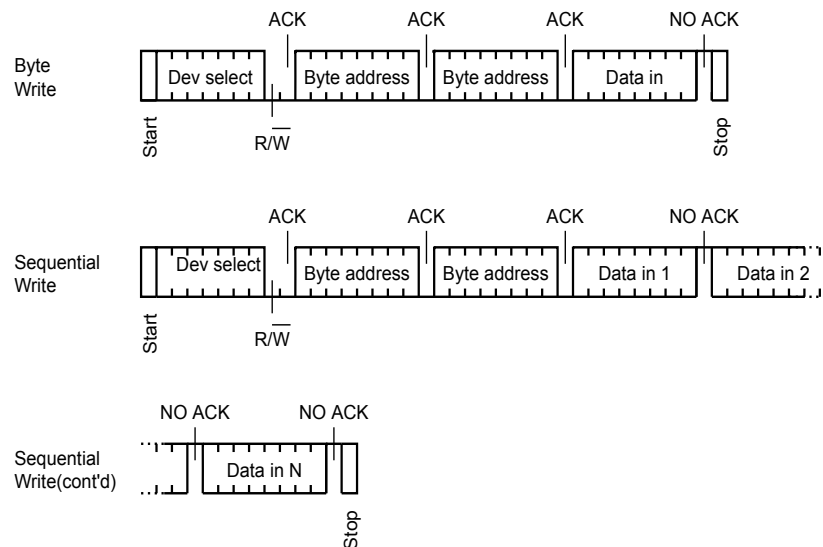 ACK ACK ACK NO ACK
Byte
Write
Dev select Byte address Byte address Data in
Start R/W̅ Stop
ACK ACK ACK NO ACK
Sequential
Write
Dev select Byte address Byte address Data in 1 Data in 2
Start R/W̅
NO ACK NO ACK
Sequential
Write(cont'd)
Data in N
Stop